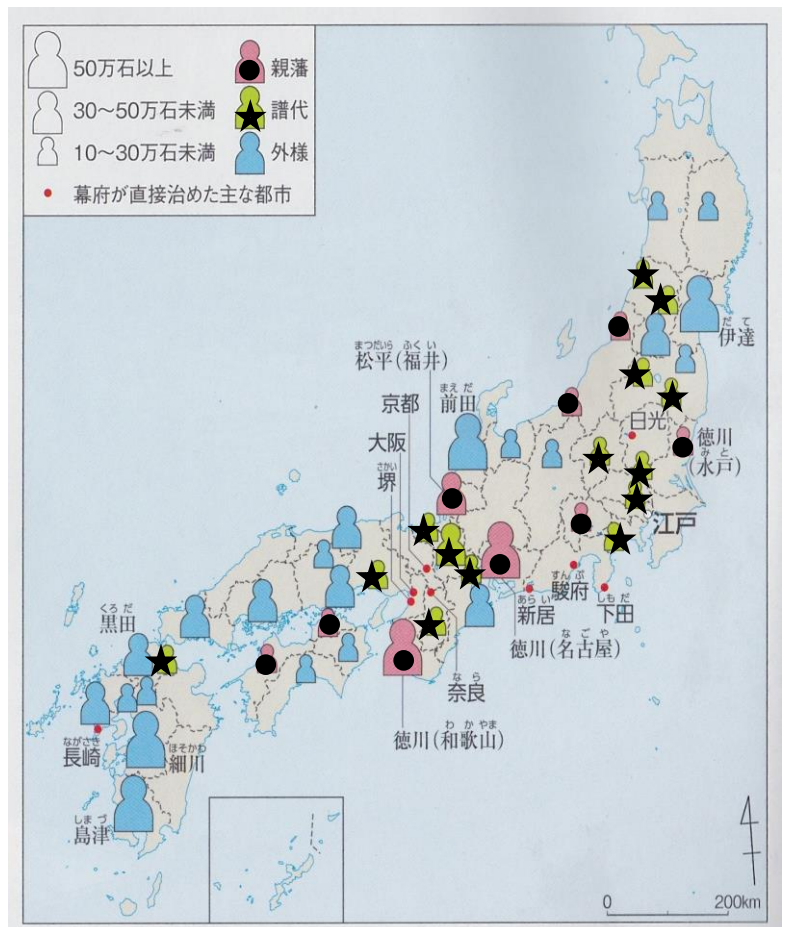 50万石以上
親藩
30～50万石未満
譜代
10～30万石未満
外様
幕府が直接治めた主な都市
だて
伊達
まつだいら ふくい
松平(福井)
京都
まえだ
前田
大阪
さかい
堺
日光
徳川
みと
(水戸)
江戸
すんぷ
駿府
あらい
新居
しもだ
下田
なごや
徳川(名古屋)
なら
奈良
わかやま
徳川(和歌山)
くろだ
黒田
ながさき
長崎
ほそかわ
細川
しまづ
島津
0 200km